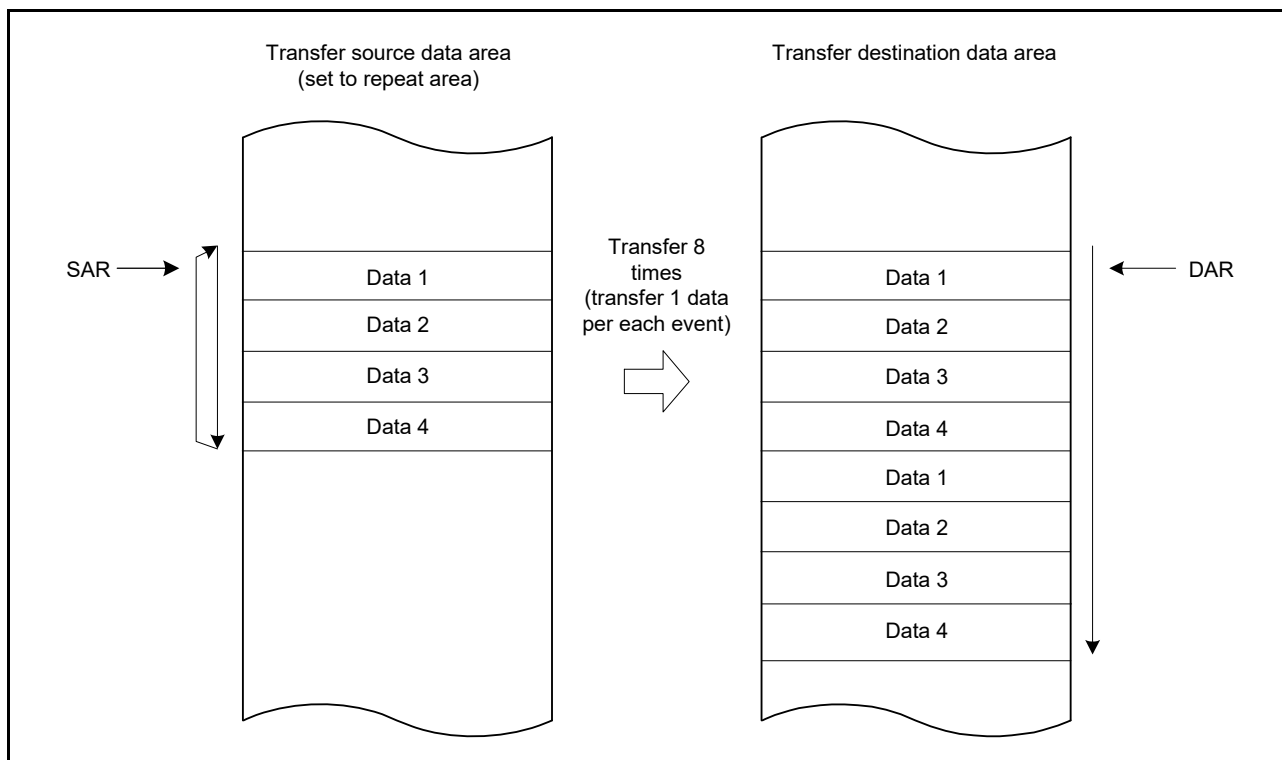 Transfer source data area
(set to repeat area)
Transfer destination data area
SAR
Data 1
Data 2
Data 3
Data 4
Transfer 8
times
(transfer 1 data
per each event)
DAR
Data 1
Data 2
Data 3
Data 4
Data 1
Data 2
Data 3
Data 4